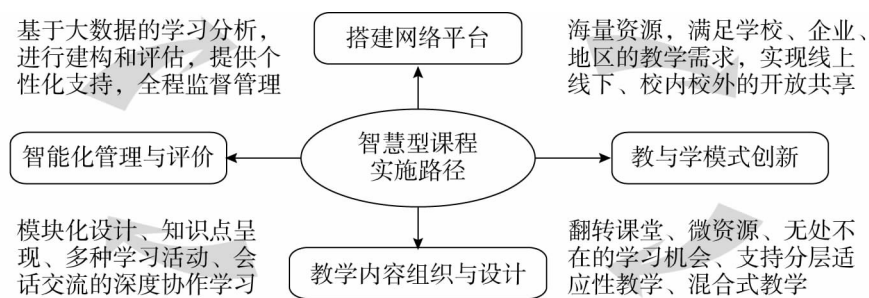 基于大数据的学习分析，
进行建构和评估，提供个
性化支持，全程监督管理
搭建网络平台
海量资源，满足学校、企业、
地区的教学需求，实现线上
线下、校内校外的开放共享
智能化管理与评价
智慧型课程
实施路径
教与学模式创新
模块化设计、知识点呈
现、多种学习活动、会
话交流的深度协作学习
教学内容组织与设计
翻转课堂、微资源、无处不
在的学习机会、支持分层适
应性教学、混合式教学